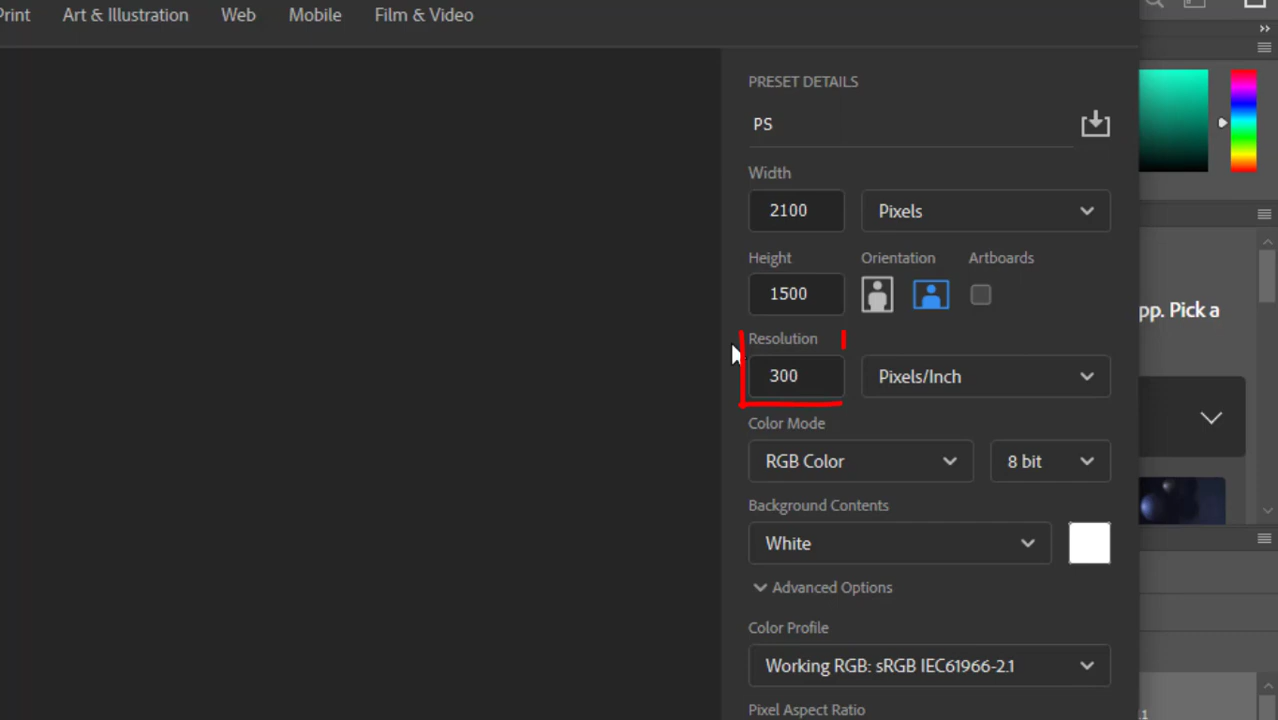 Print Art & Illustration Web Mobile Film & Video
PRESET DETAILS
PS
Width
2100 Pixels
Height Orientation Artboards
1500
pp. Pick a
Resolution
300 Pixels/Inch
Color Mode
RGB Color 8 bit
Background Contents
White
Advanced Options
Color Profile
Working RGB: sRGB IEC61966-2.1
Pixel Aspect Ratio